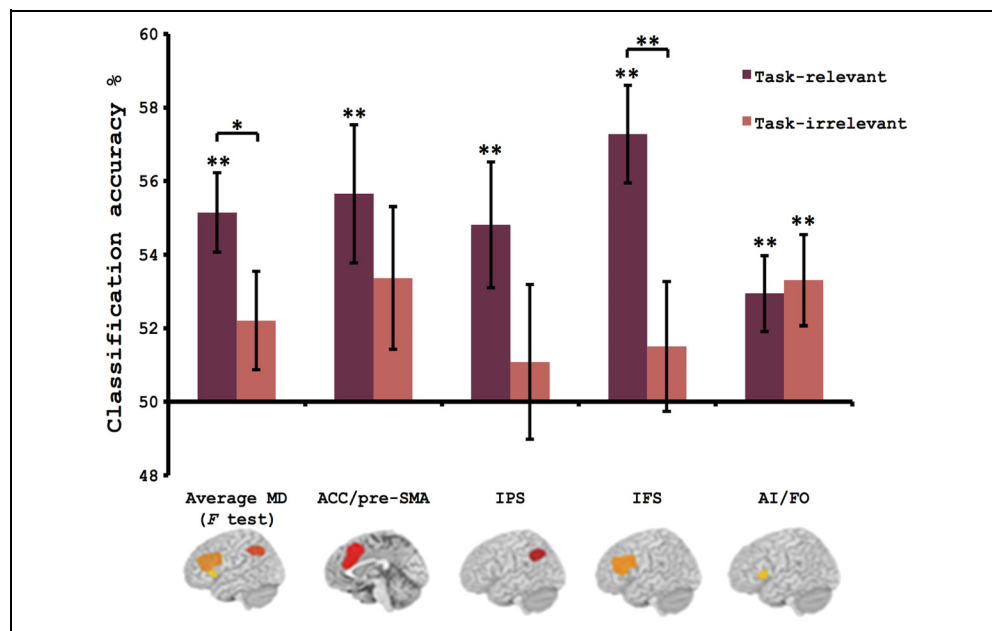 60
58
56
54
52
50
48
Classification accuracy %
**
*
**
**
**
**
**
**
Task-relevant
Task-irrelevant
Average MD
(F test)
ACC/pre-SMA
IPS
IFS
AI/FO